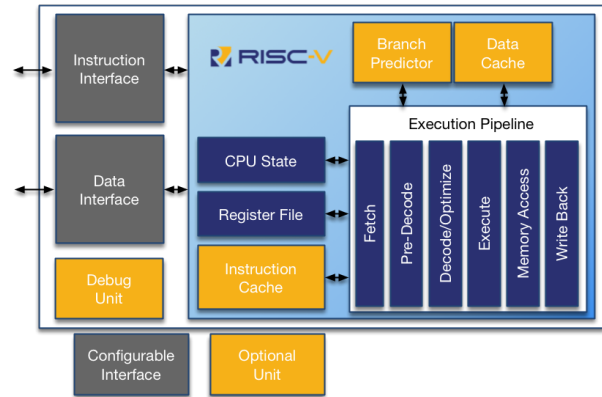 Instruction
Interface
RISC-V
Branch
Predictor
Data
Cache
Execution Pipeline
Data
Interface
CPU State
Register File
Instruction
Cache
Fetch
Pre-Decode
Decode/Optimize
Execute
Memory Access
Write Back
Debug
Unit
Configurable
Interface
Optional
Unit